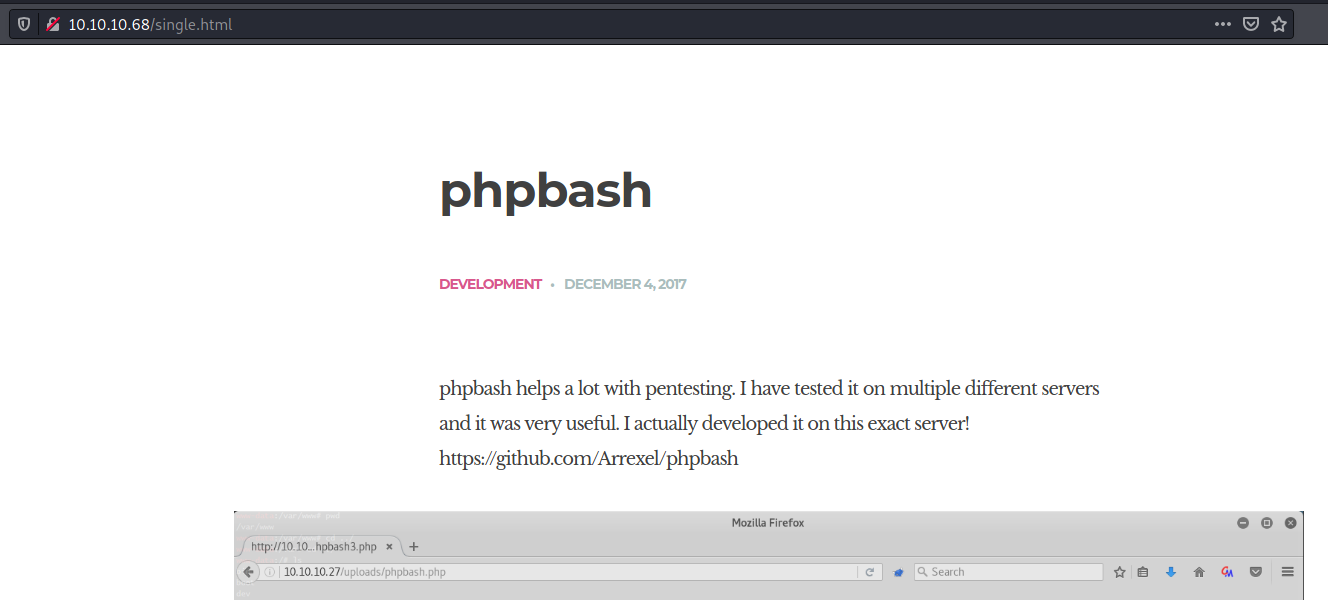 10.10.10.68/single.html
phpbash
DEVELOPMENT • DECEMBER 4, 2017
phpbash helps a lot with pentesting. I have tested it on multiple different servers
and it was very useful. I actually developed it on this exact server!
https://github.com/Arrexel/phpbash
Mozilla Firefox
http://10.10...hpbash3.php
10.10.10.27/uploads/phpbash.php
Search